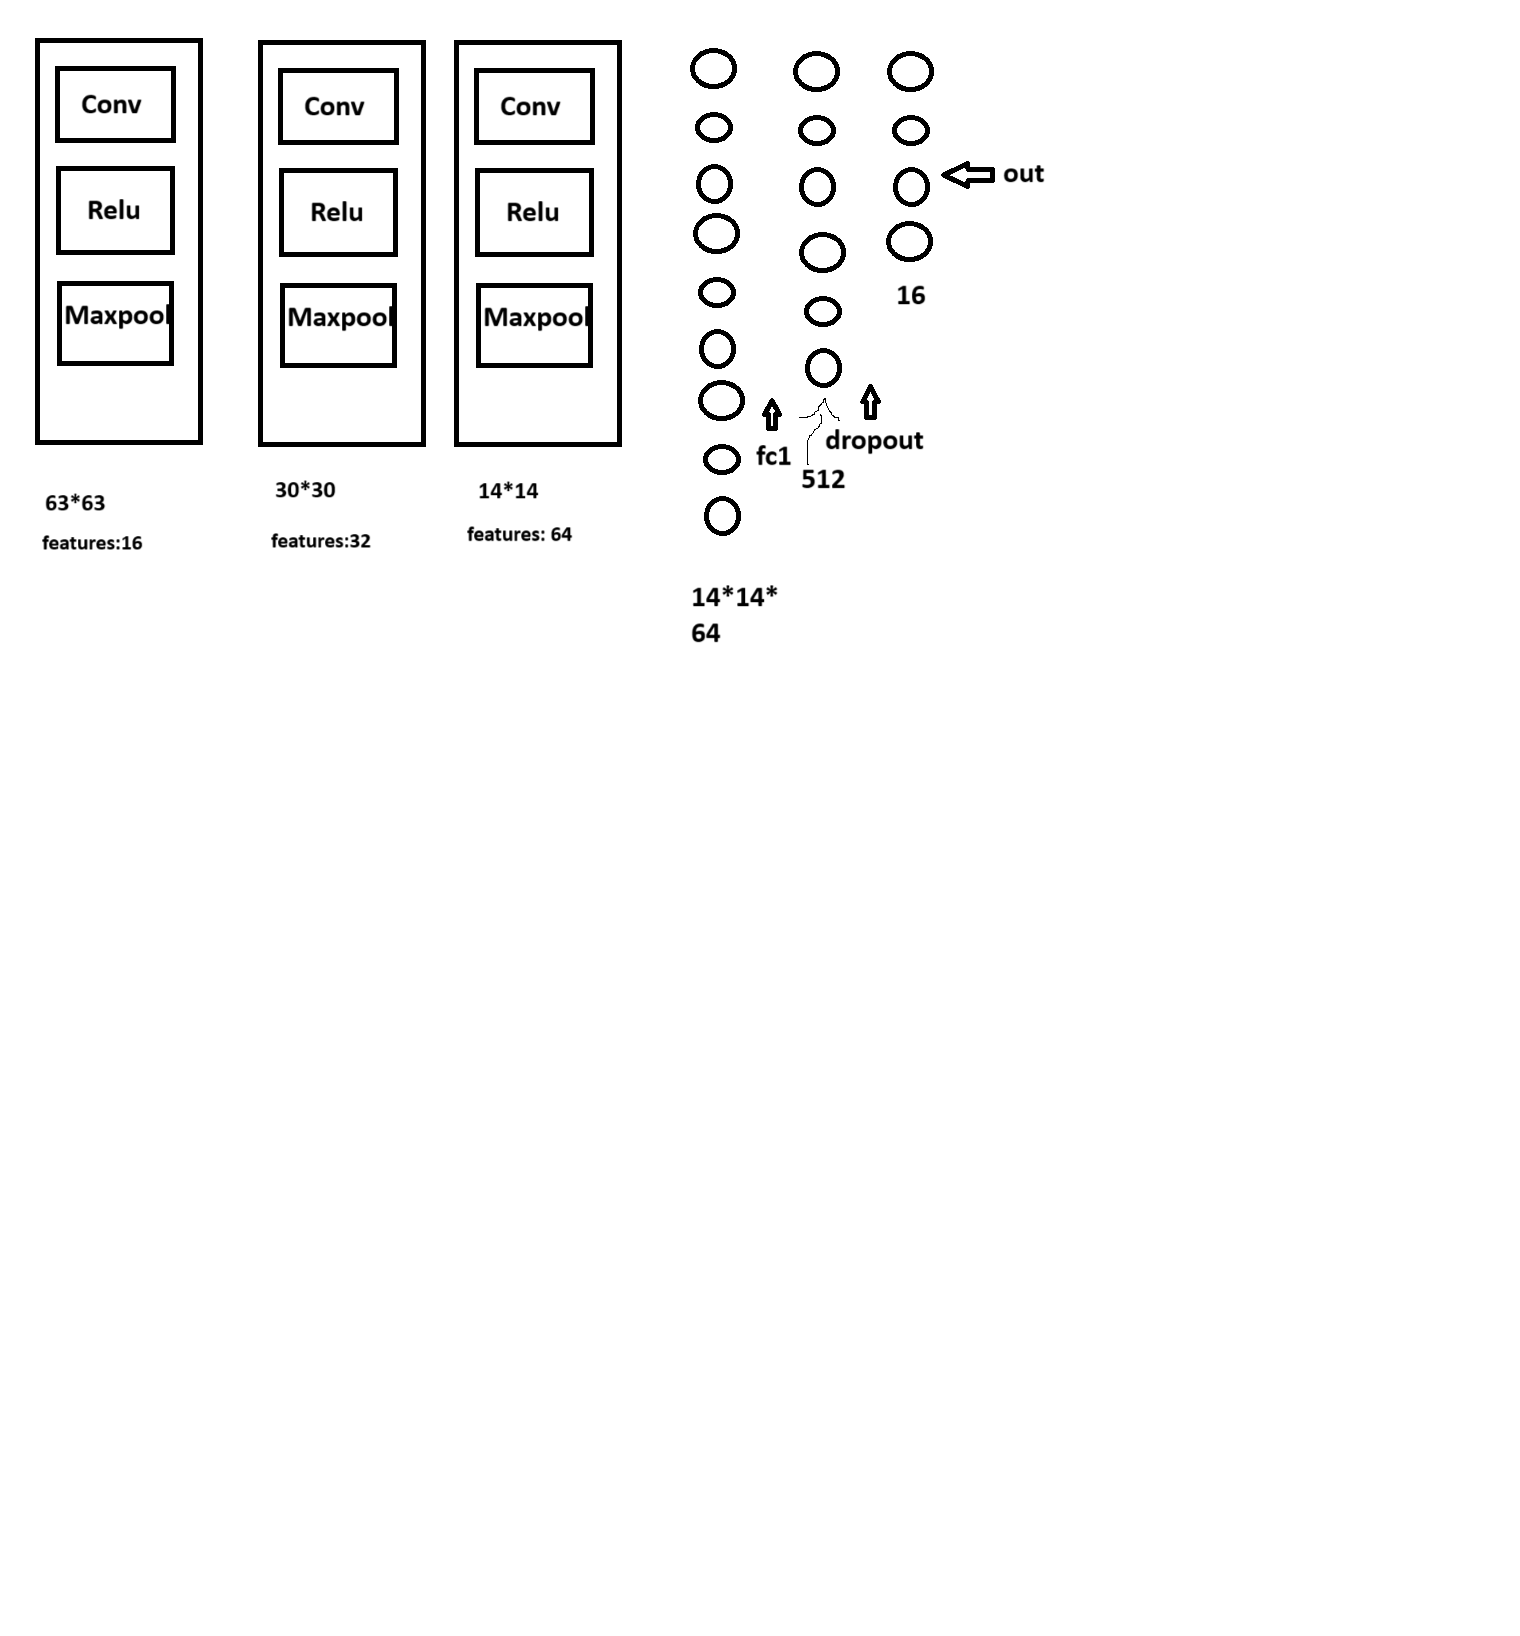 Conv
Relu
Maxpool
63*63
features:16
Conv
Relu
Maxpool
30*30
features:32
Conv
Relu
Maxpool
14*14
features: 64
14*14*
64
fc1
512
dropout
16
out